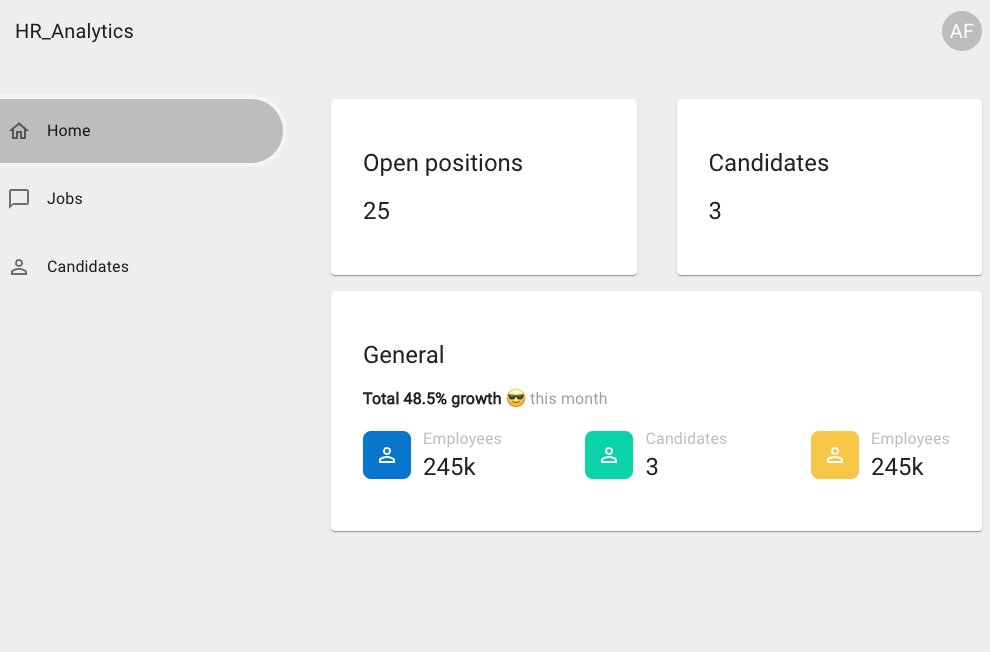 HR_Analytics
AF
Home
Jobs
Candidates
Open positions
25
Candidates
3
General
Total 48.5% growth 😎 this month
Employees
245k
Candidates
3
Employees
245k